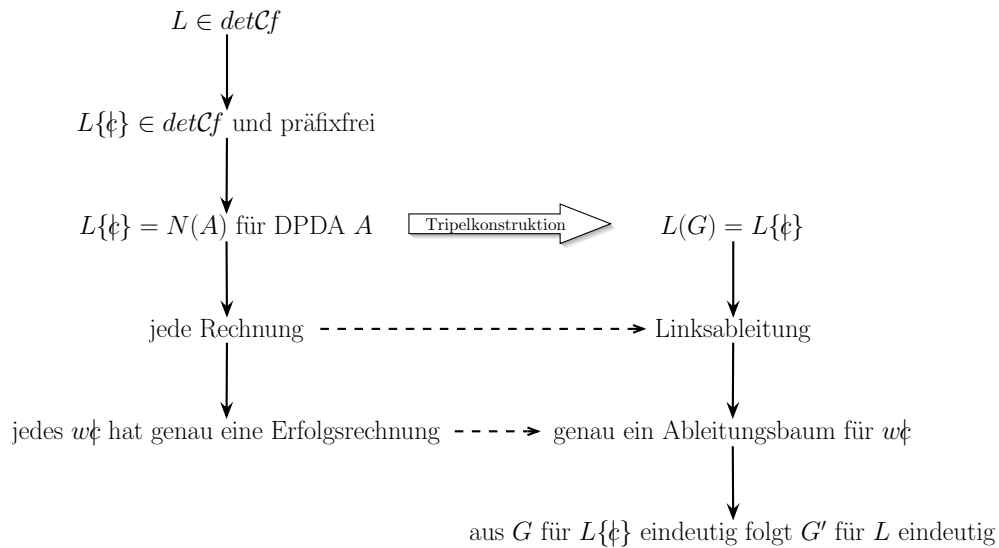 L ∈ detCf
L{¢} ∈ detCf und präfixfrei
L{¢} = N(A) für DPDA A
Tripelkonstruktion
L(G) = L{¢}
jede Rechnung
Linksableitung
jedes w¢ hat genau eine Erfolgsrechnung
genau ein Ableitungsbaum für w¢
aus G für L{¢} eindeutig folgt G′ für L eindeutig